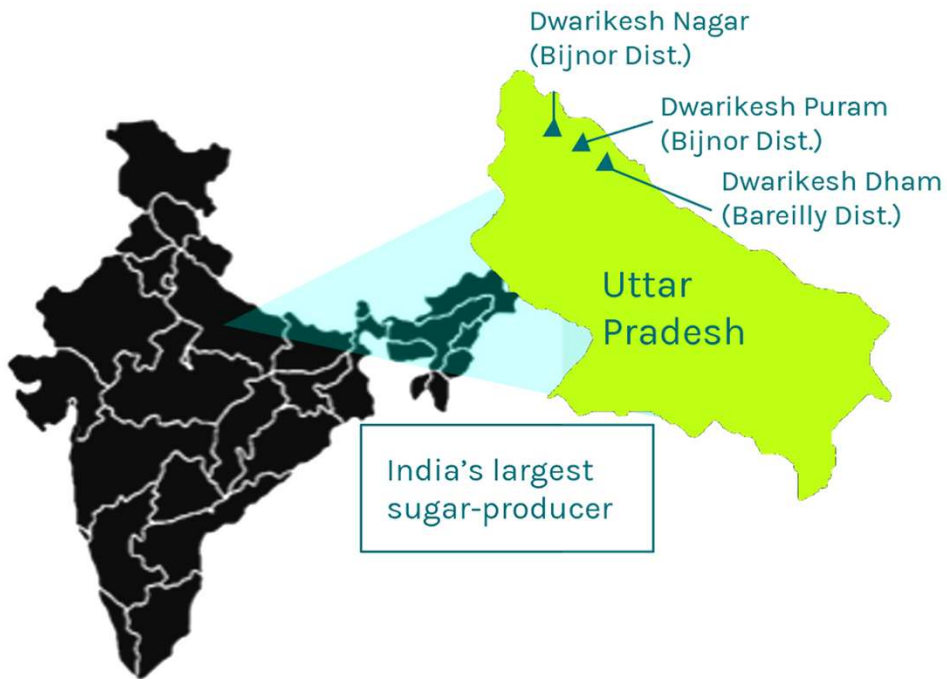 Dwarikesh Nagar
(Bijnor Dist.)
Dwarikesh Puram
(Bijnor Dist.)
Dwarikesh Dham
(Bareilly Dist.)
Uttar
Pradesh
India’s largest
sugar-producer